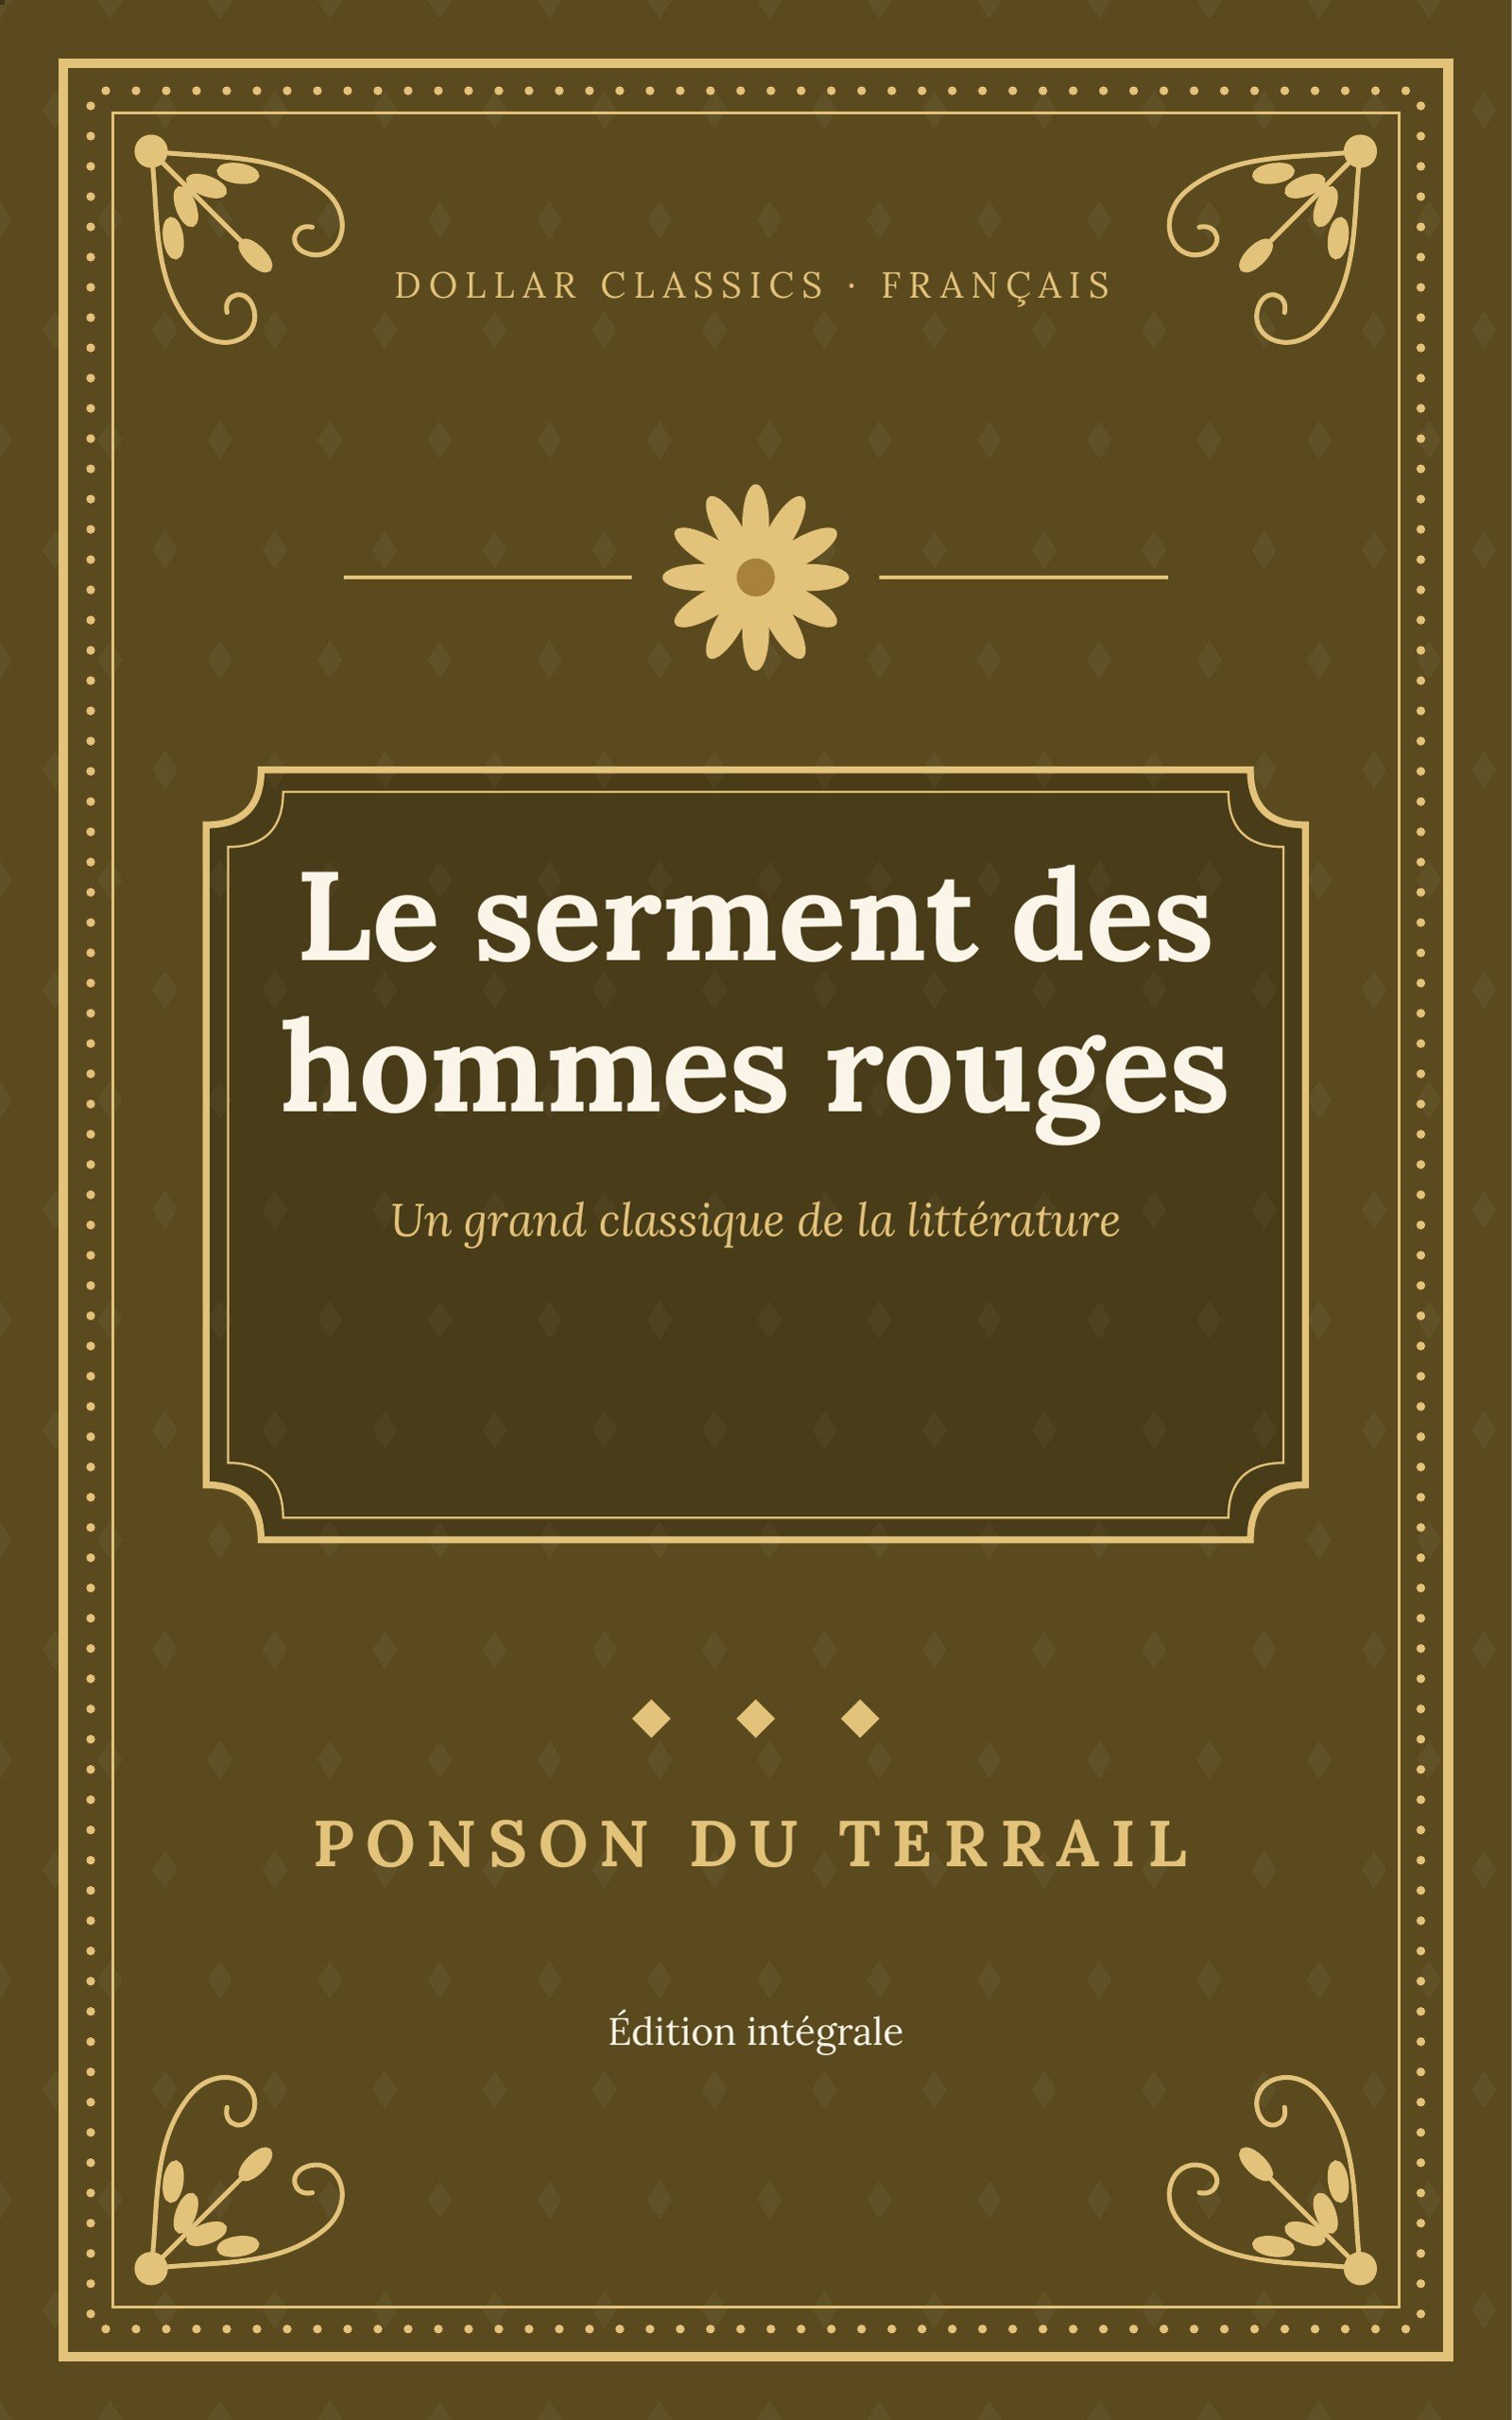 DOLLAR CLASSICS · FRANÇAIS
Le serment des
hommes rouges
Un grand classique de la littérature
PONSON DU TERRAIL
Édition intégrale